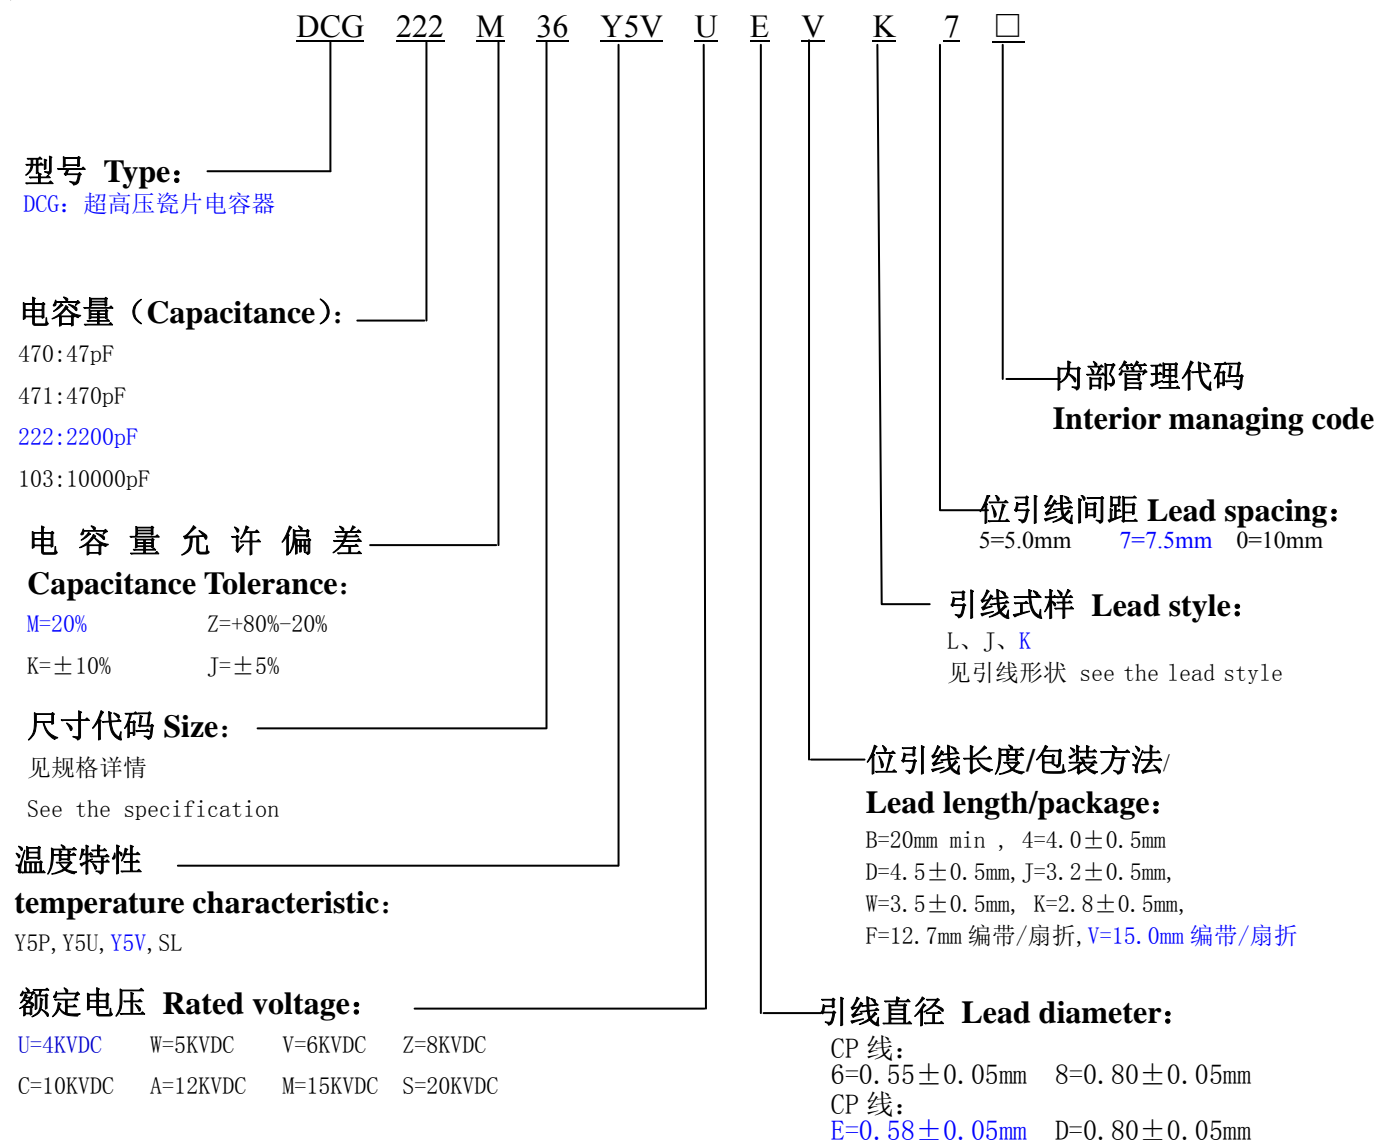 DCG 222 M 36 Y5V U E V K 7 □
型号 Type：
DCG：超高压瓷片电容器
电容量（Capacitance）：
470:47pF
471:470pF
222:2200pF
103:10000pF
电 容 量 允 许 偏 差
Capacitance Tolerance：
M=20% Z=+80%-20%
K=±10% J=±5%
尺寸代码 Size：
见规格详情
See the specification
温度特性
temperature characteristic：
Y5P,Y5U,Y5V,SL
额定电压 Rated voltage：
U=4KVDC W=5KVDC V=6KVDC Z=8KVDC
C=10KVDC A=12KVDC M=15KVDC S=20KVDC
内部管理代码
Interior managing code
位引线间距 Lead spacing：
5=5.0mm 7=7.5mm 0=10mm
引线式样 Lead style：
L、J、K
见引线形状 see the lead style
位引线长度/包装方法/
Lead length/package：
B=20mm min , 4=4.0±0.5mm
D=4.5±0.5mm,J=3.2±0.5mm,
W=3.5±0.5mm, K=2.8±0.5mm,
F=12.7mm 编带/扇折,V=15.0mm 编带/扇折
引线直径 Lead diameter：
CP 线：
6=0.55±0.05mm 8=0.80±0.05mm
CP 线：
E=0.58±0.05mm D=0.80±0.05mm